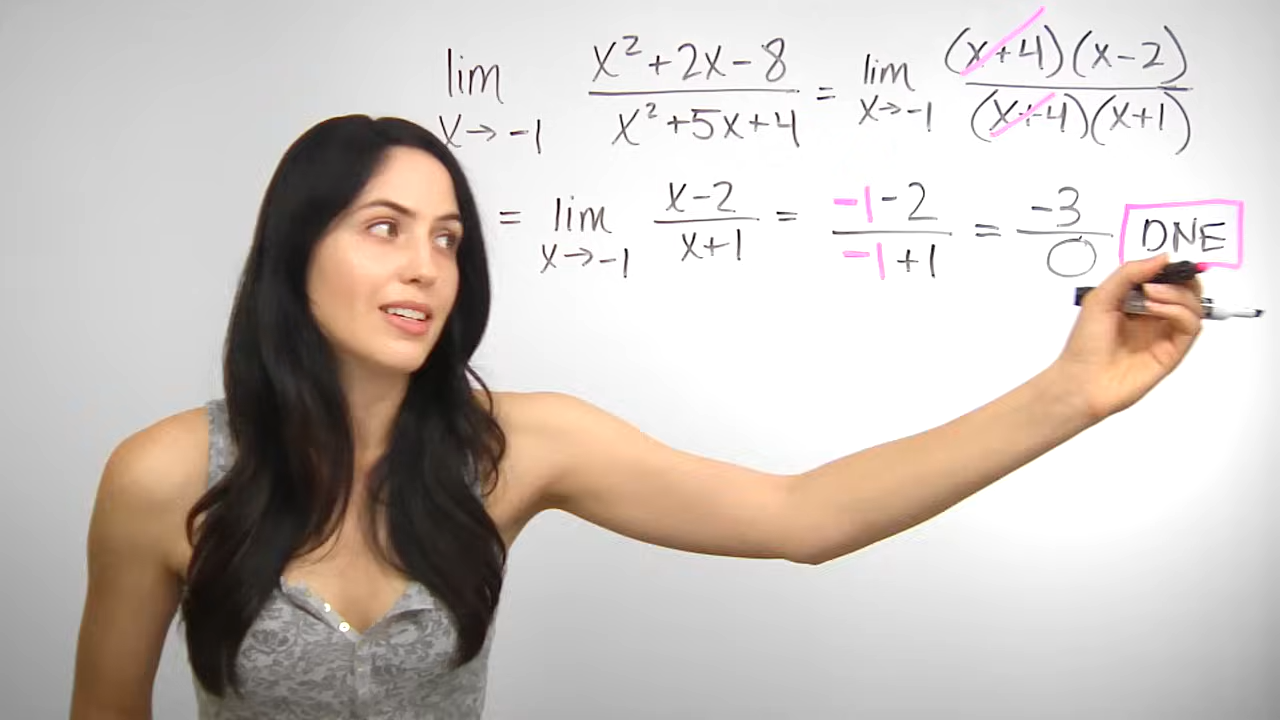 lim x→-1 x²+2x-8 / x²+5x+4 = lim x→-1 (x+4)(x-2) / (x+4)(x+1)
= lim x→-1 x-2 / x+1 = -1-2 / -1+1 = -3 / 0 DNE